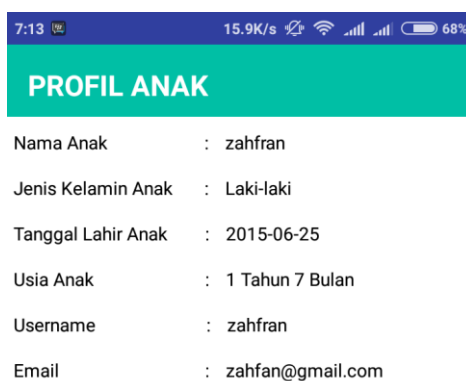 7:13 15.9K/s 68%
PROFIL ANAK
Nama Anak : zahfran
Jenis Kelamin Anak : Laki-laki
Tanggal Lahir Anak : 2015-06-25
Usia Anak : 1 Tahun 7 Bulan
Username : zahfran
Email : zahfan@gmail.com